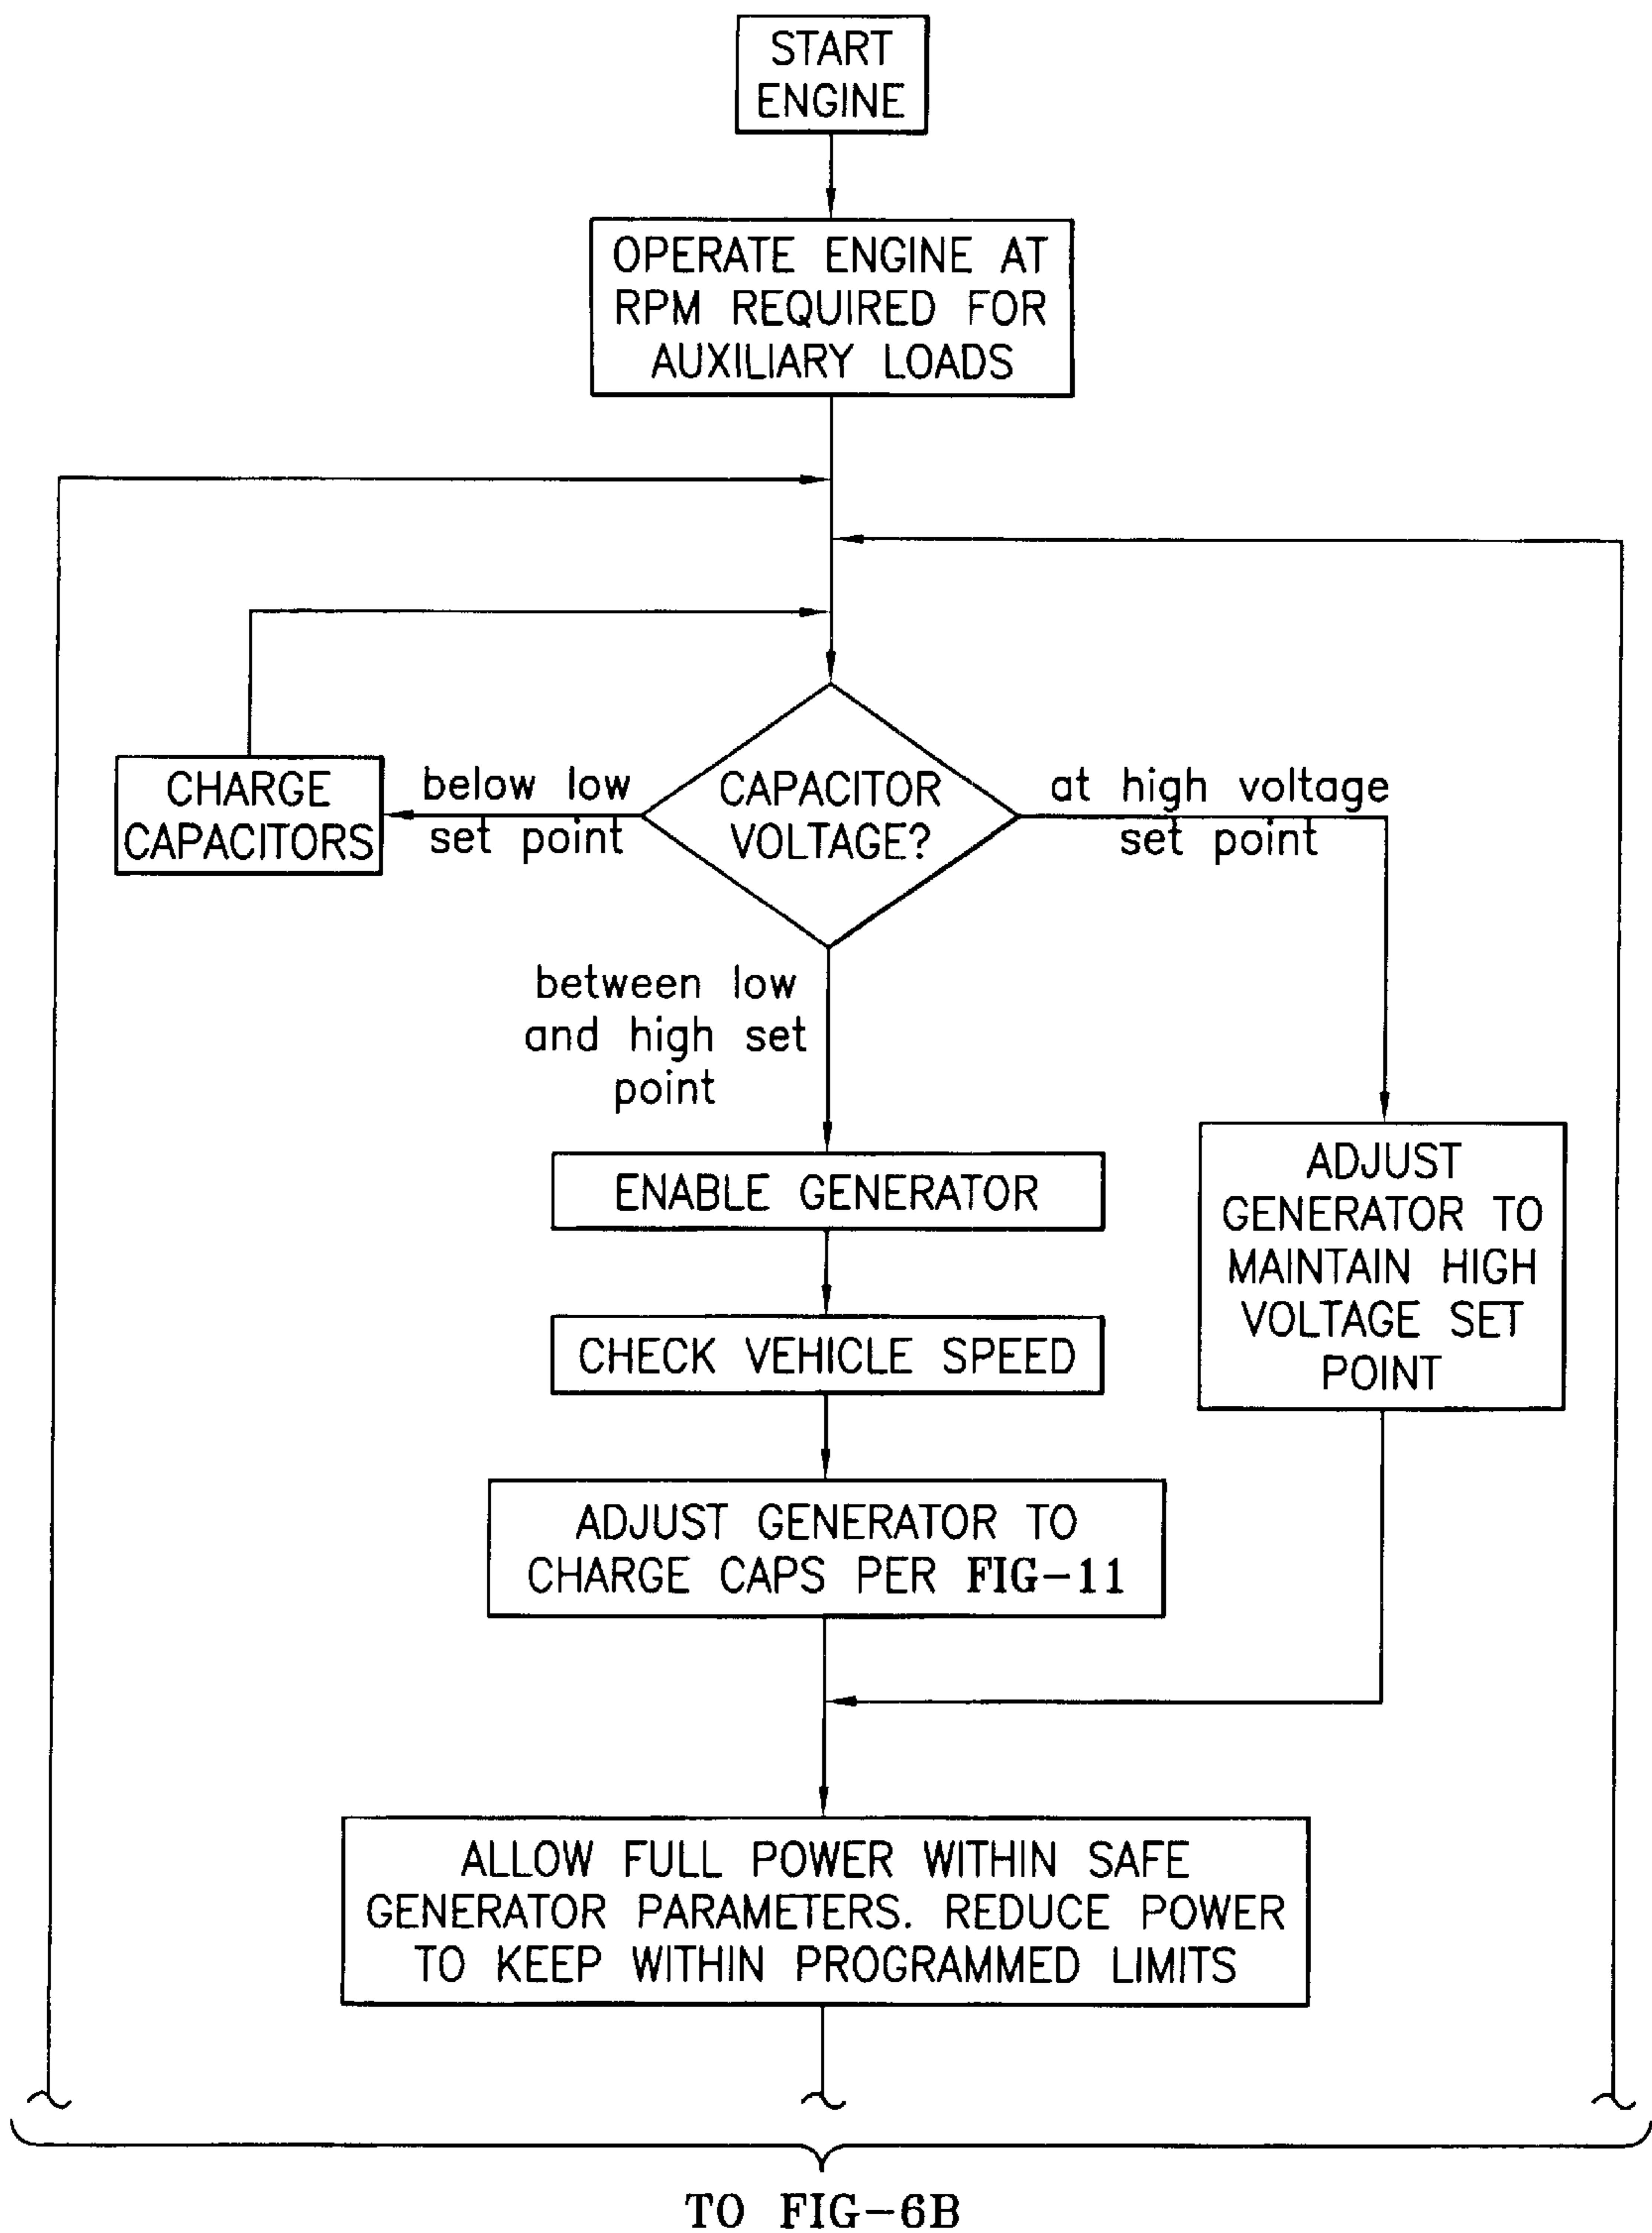 START
ENGINE
OPERATE ENGINE AT
RPM REQUIRED FOR
AUXILIARY LOADS
CHARGE
CAPACITORS
below low
set point
CAPACITOR
VOLTAGE?
at high voltage
set point
between low
and high set
point
ENABLE GENERATOR
CHECK VEHICLE SPEED
ADJUST GENERATOR TO
CHARGE CAPS PER FIG-11
ADJUST
GENERATOR TO
MAINTAIN HIGH
VOLTAGE SET
POINT
ALLOW FULL POWER WITHIN SAFE
GENERATOR PARAMETERS. REDUCE POWER
TO KEEP WITHIN PROGRAMMED LIMITS
TO FIG-6B